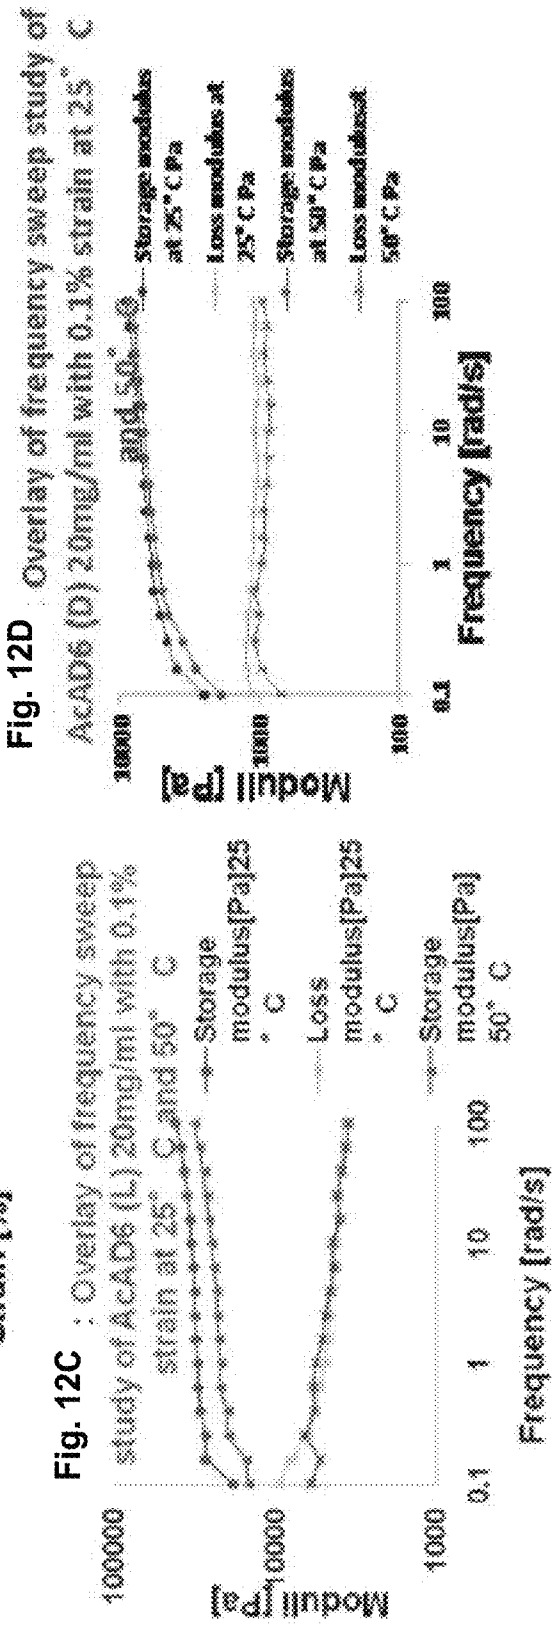 Strain [%]
Fig. 12C : Overlay of frequency sweep
study of AcAD6 (L) 20mg/ml with 0.1%
strain at 25° C and 50° C
100000
10000
1000
Moduli [Pa]
0.1
1
10
100
Frequency [rad/s]
Storage
modulus[Pa]25
° C
Loss
modulus[Pa]25
° C
Storage
modulus[Pa]
50° C
Fig. 12D : Overlay of frequency sweep study of
AcAD6 (D) 20mg/ml with 0.1% strain at 25° C
and 50° C
10000
1000
100
Moduli [Pa]
0.1
1
10
100
Frequency [rad/s]
Storage modulus
at 25° C Pa
Loss modulus at
25° C Pa
Storage modulus
at 50° C Pa
Loss modulusat
50° C Pa